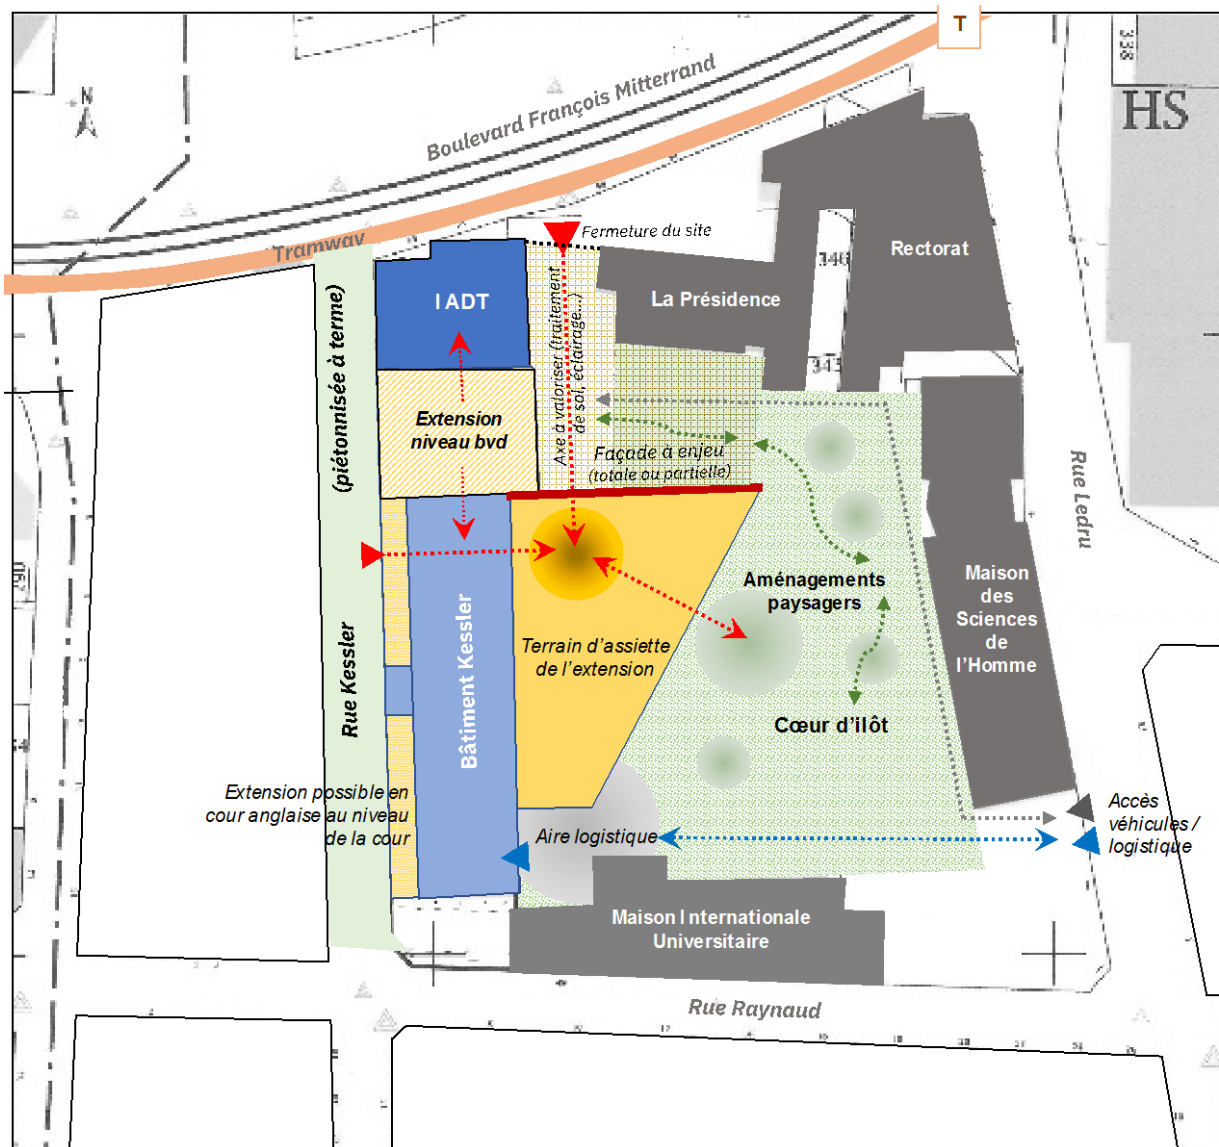 T
338
HS
N
Boulevard François Mitterrand
Tramway
Fermeture du site
Rectorat
340
La Présidence
I ADT
343
Axe à valoriser (traitement
de sol, éclairage...)
(piétonnisée à terme)
Extension
niveau bvd
Façade à enjeu
(totale ou partielle)
Rue Ledru
290
Aménagements
paysagers
Maison
des
Sciences
de
l'Homme
Terrain d'assiette
de l'extension
Bâtiment Kessler
Rue Kessler
Cœur d'ilôt
Extension possible en
cour anglaise au niveau
de la cour
Aire logistique
Accès
véhicules /
logistique
Maison Internationale
Universitaire
Rue Raynaud